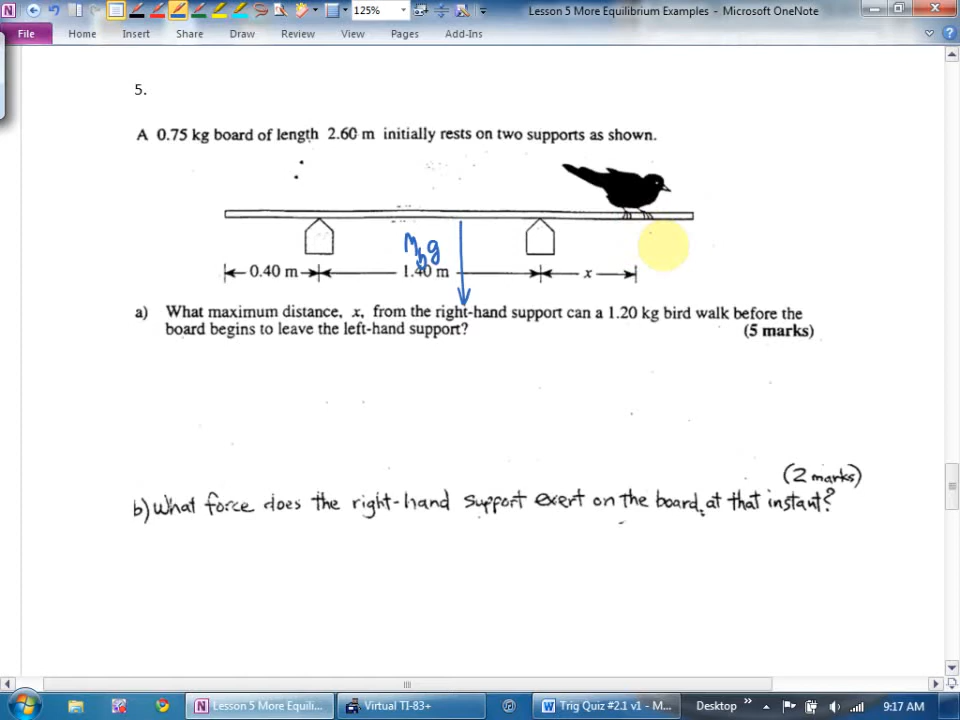 125%
Lesson 5 More Equilibrium Examples - Microsoft OneNote
File Home Insert Share Draw Review View Pages Add-Ins
5.
A 0.75 kg board of length 2.60 m initially rests on two supports as shown.
mbg
0.40 m 1.40 m x
a) What maximum distance, x, from the right-hand support can a 1.20 kg bird walk before the
board begins to leave the left-hand support? (5 marks)
(2 marks)
b) What force does the right-hand support exert on the board at that instant?
Lesson 5 More Equili... Virtual TI-83+ Trig Quiz #2.1 v1 - M... Desktop 9:17 AM